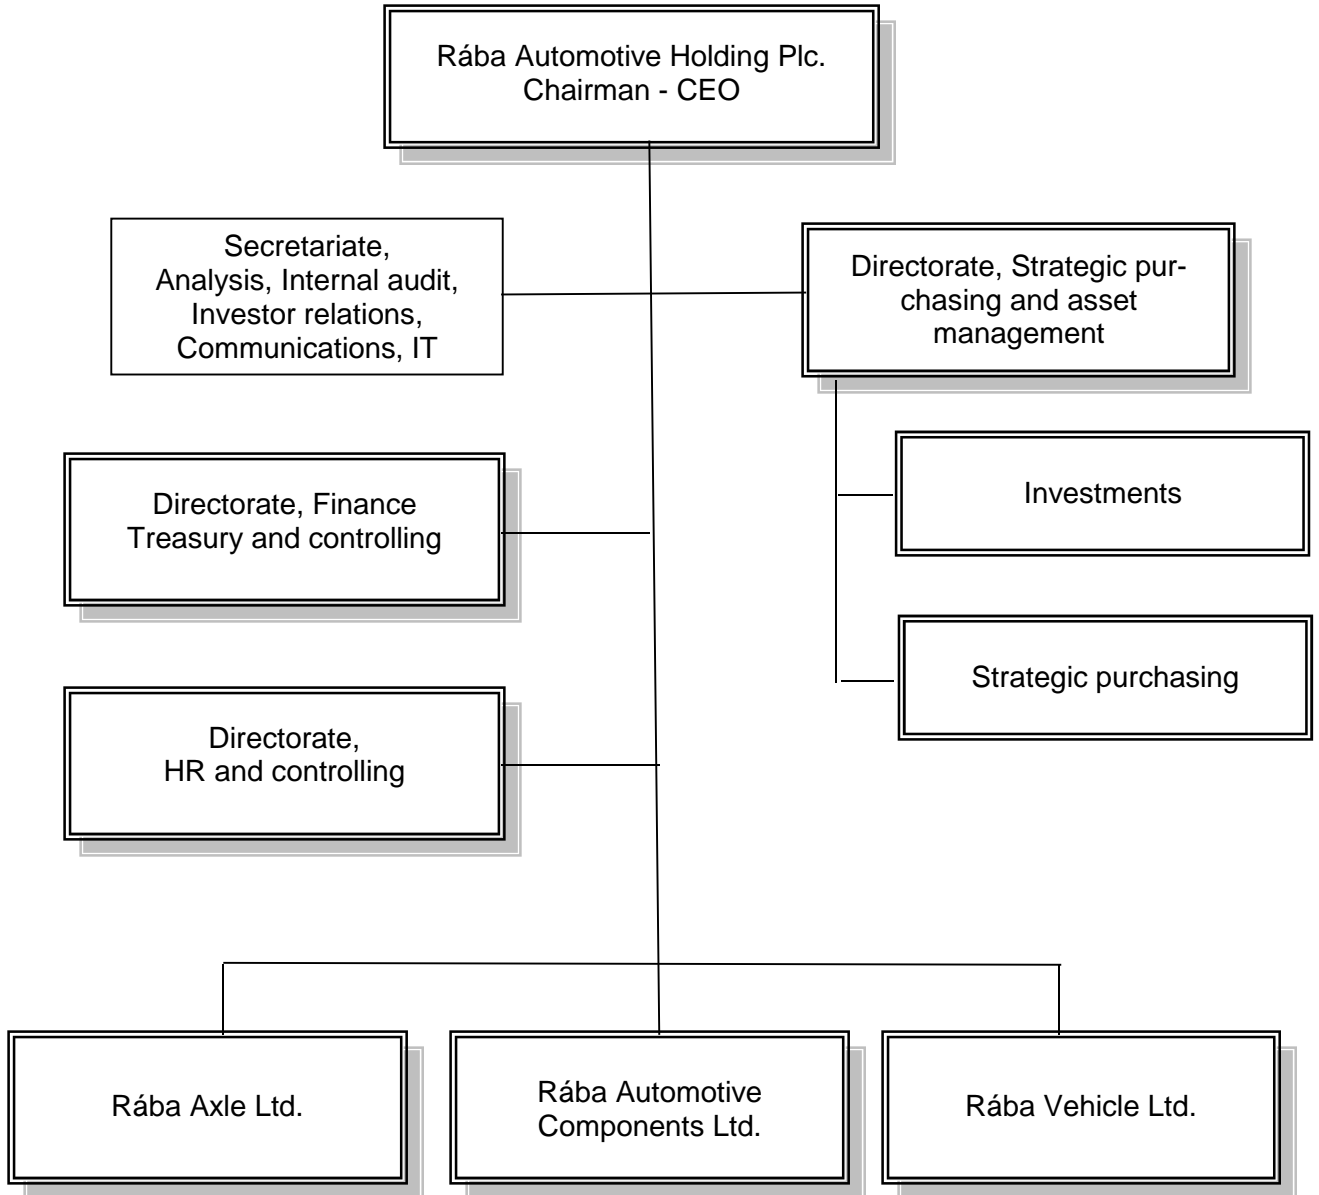 Rába Automotive Holding Plc.
Chairman - CEO
Secretariate,
Analysis, Internal audit,
Investor relations,
Communications, IT
Directorate, Strategic pur-
chasing and asset
management
Investments
Directorate, Finance
Treasury and controlling
Strategic purchasing
Directorate,
HR and controlling
Rába Axle Ltd.
Rába Automotive
Components Ltd.
Rába Vehicle Ltd.